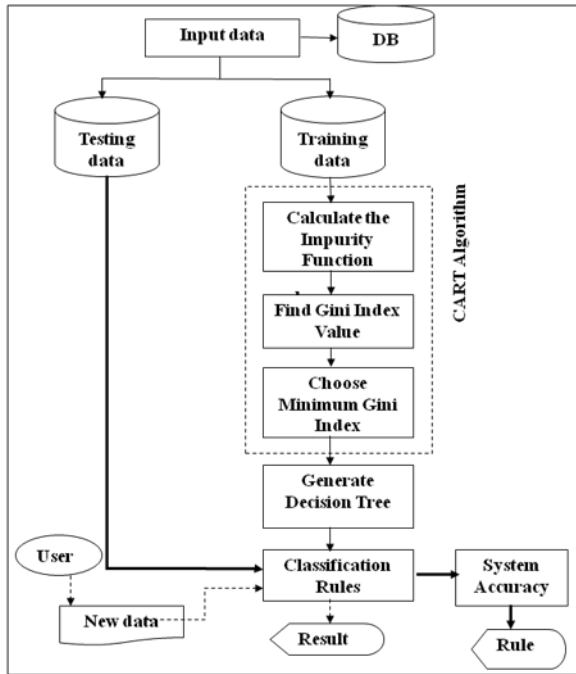 Input data
DB
Testing
data
Training
data
Calculate the
Impurity
Function
Find Gini Index
Value
Choose
Minimum Gini
Index
CART Algorithm
Generate
Decision Tree
User
New data
Classification
Rules
System
Accuracy
Result
Rule